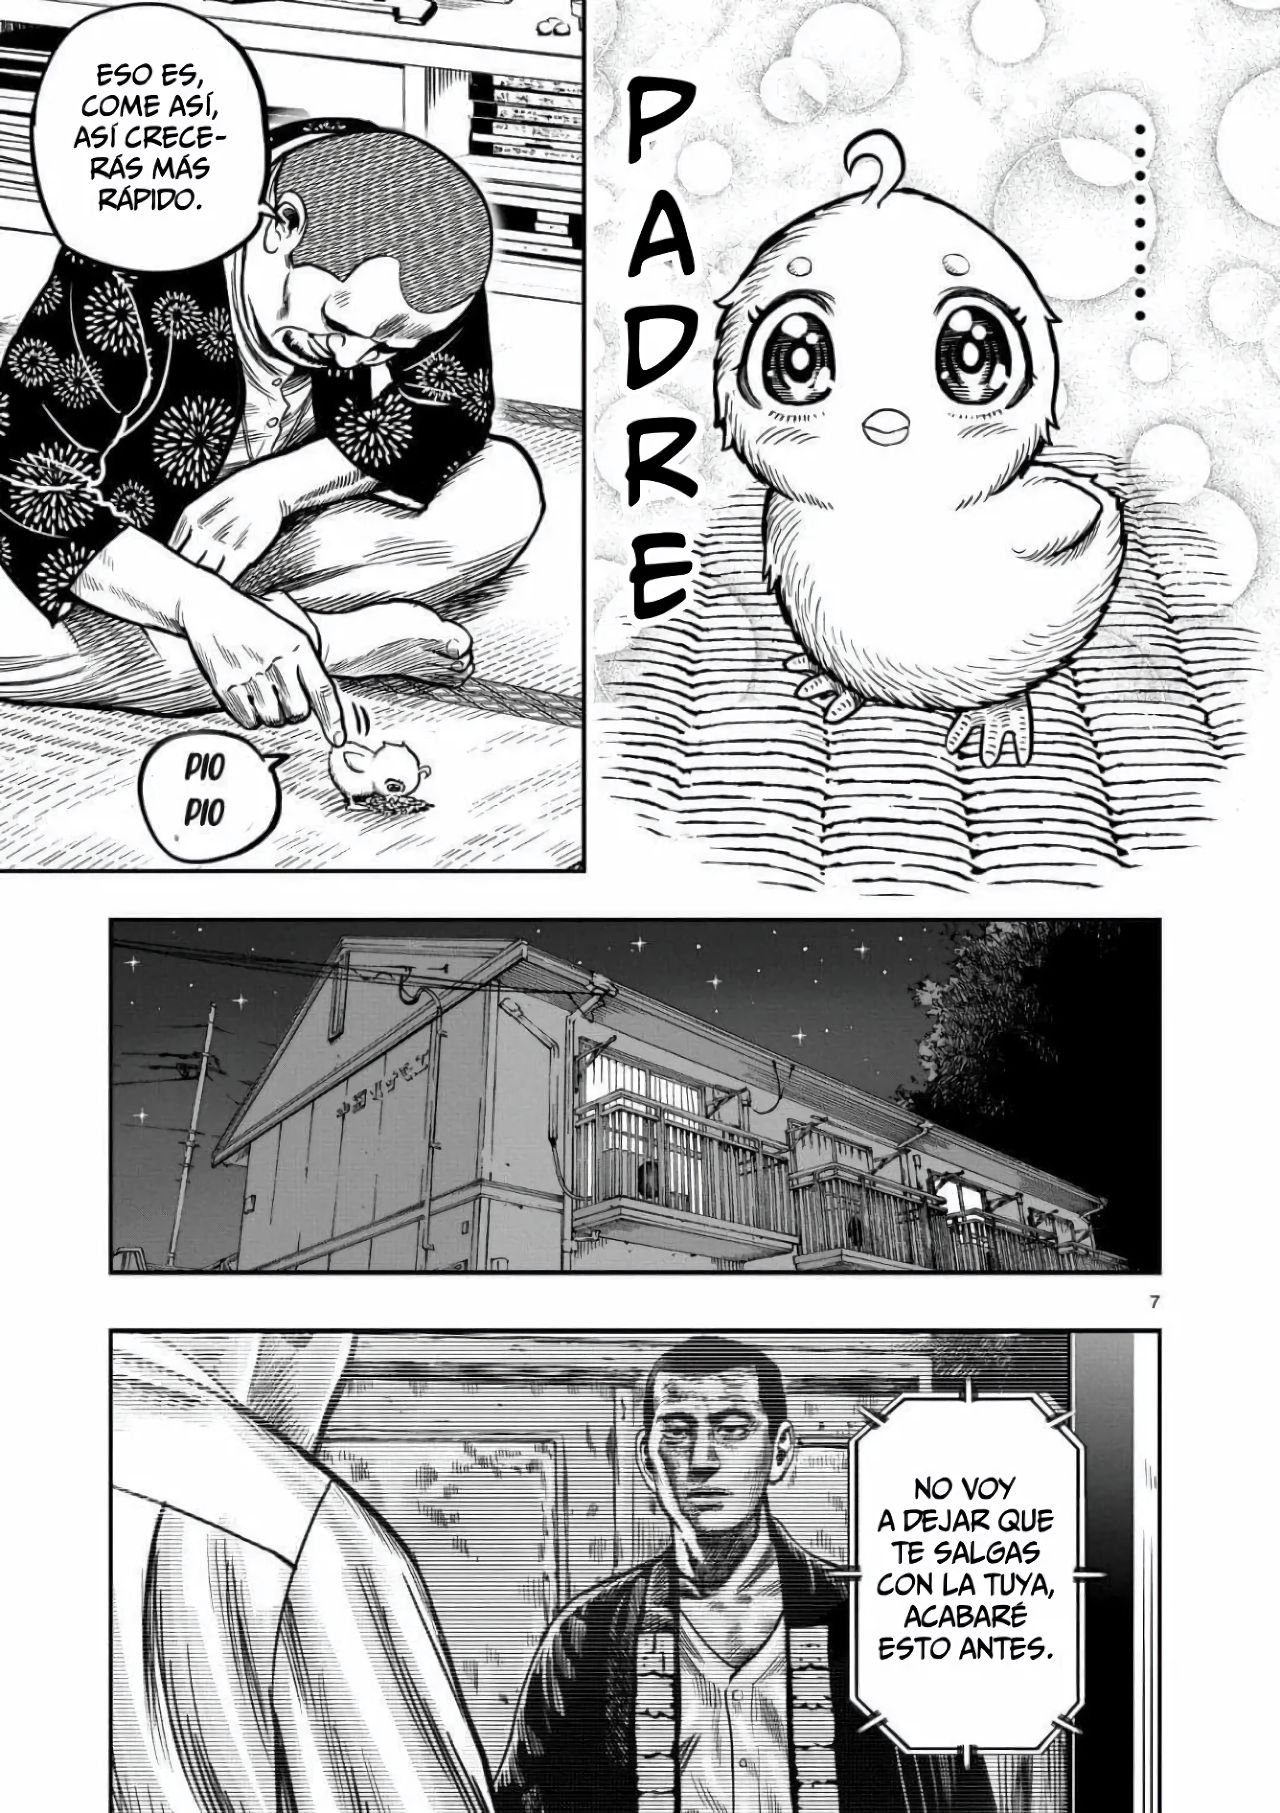 PADRE
ESO ES,
COME ASÍ,
ASÍ CRECE-
RÁS MÁS
RÁPIDO.
PIO
PIO
7
NO VOY
A DEJAR QUE
TE SALGAS
CON LA TUYA,
ACABARÉ
ESTO ANTES.